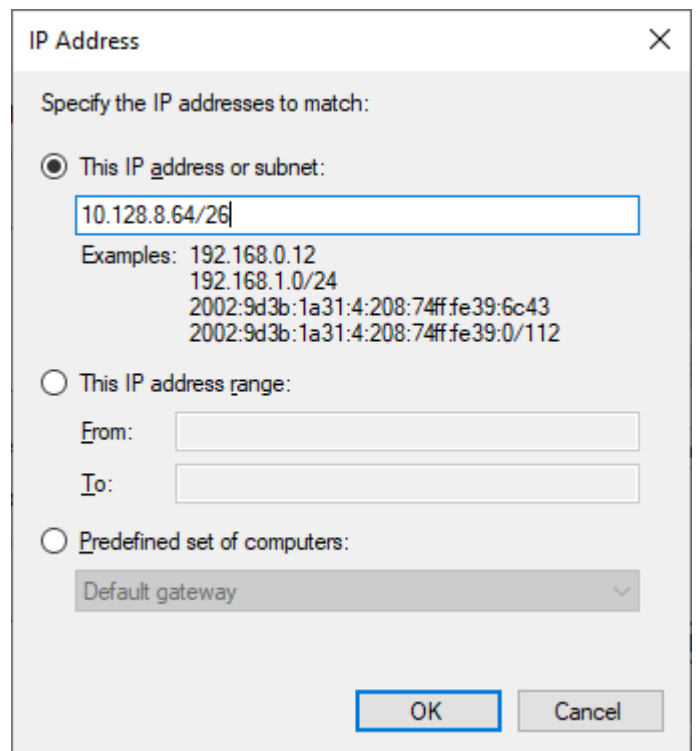 IP Address
Specify the IP addresses to match:
This IP address or subnet:
10.128.8.64/26
Examples: 192.168.0.12
192.168.1.0/24
2002:9d3b:1a31:4:208:74ff:fe39:6c43
2002:9d3b:1a31:4:208:74ff:fe39:0/112
This IP address range:
From:
To:
Predefined set of computers:
Default gateway
OK Cancel